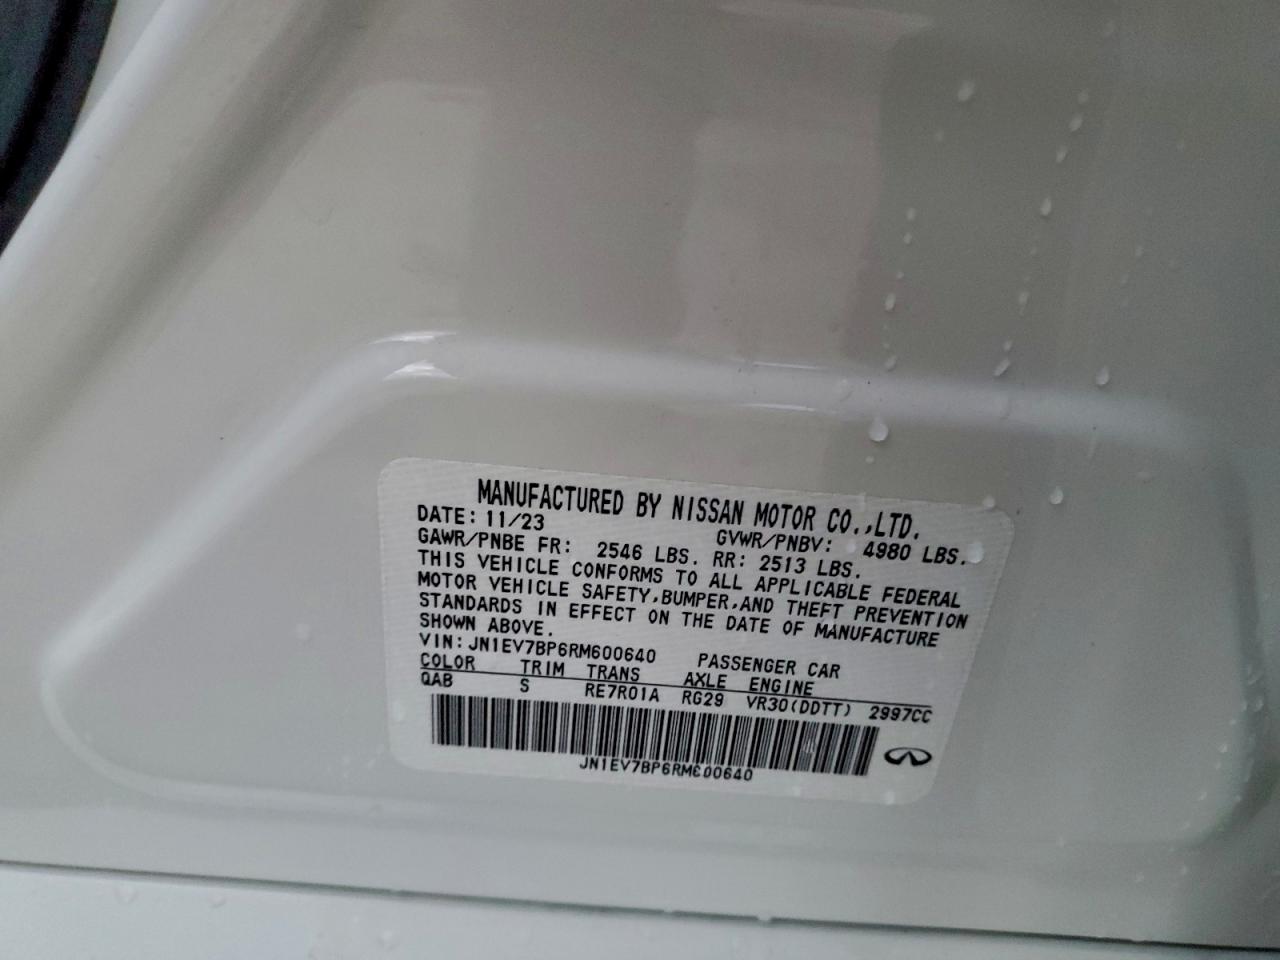 MANUFACTURED BY NISSAN MOTOR CO.,LTD.
DATE: 11/23 GVWR/PNBV: 4980 LBS.
GAWR/PNBE FR: 2546 LBS. RR: 2513 LBS.
THIS VEHICLE CONFORMS TO ALL APPLICABLE FEDERAL
MOTOR VEHICLE SAFETY,BUMPER,AND THEFT PREVENTION
STANDARDS IN EFFECT ON THE DATE OF MANUFACTURE
SHOWN ABOVE.
VIN: JN1EV7BP6RM600640 PASSENGER CAR
COLOR TRIM TRANS AXLE ENGINE
QAB S RE7R01A RG29 VR30(DDTT) 2997CC
JN1EV7BP6RM600640